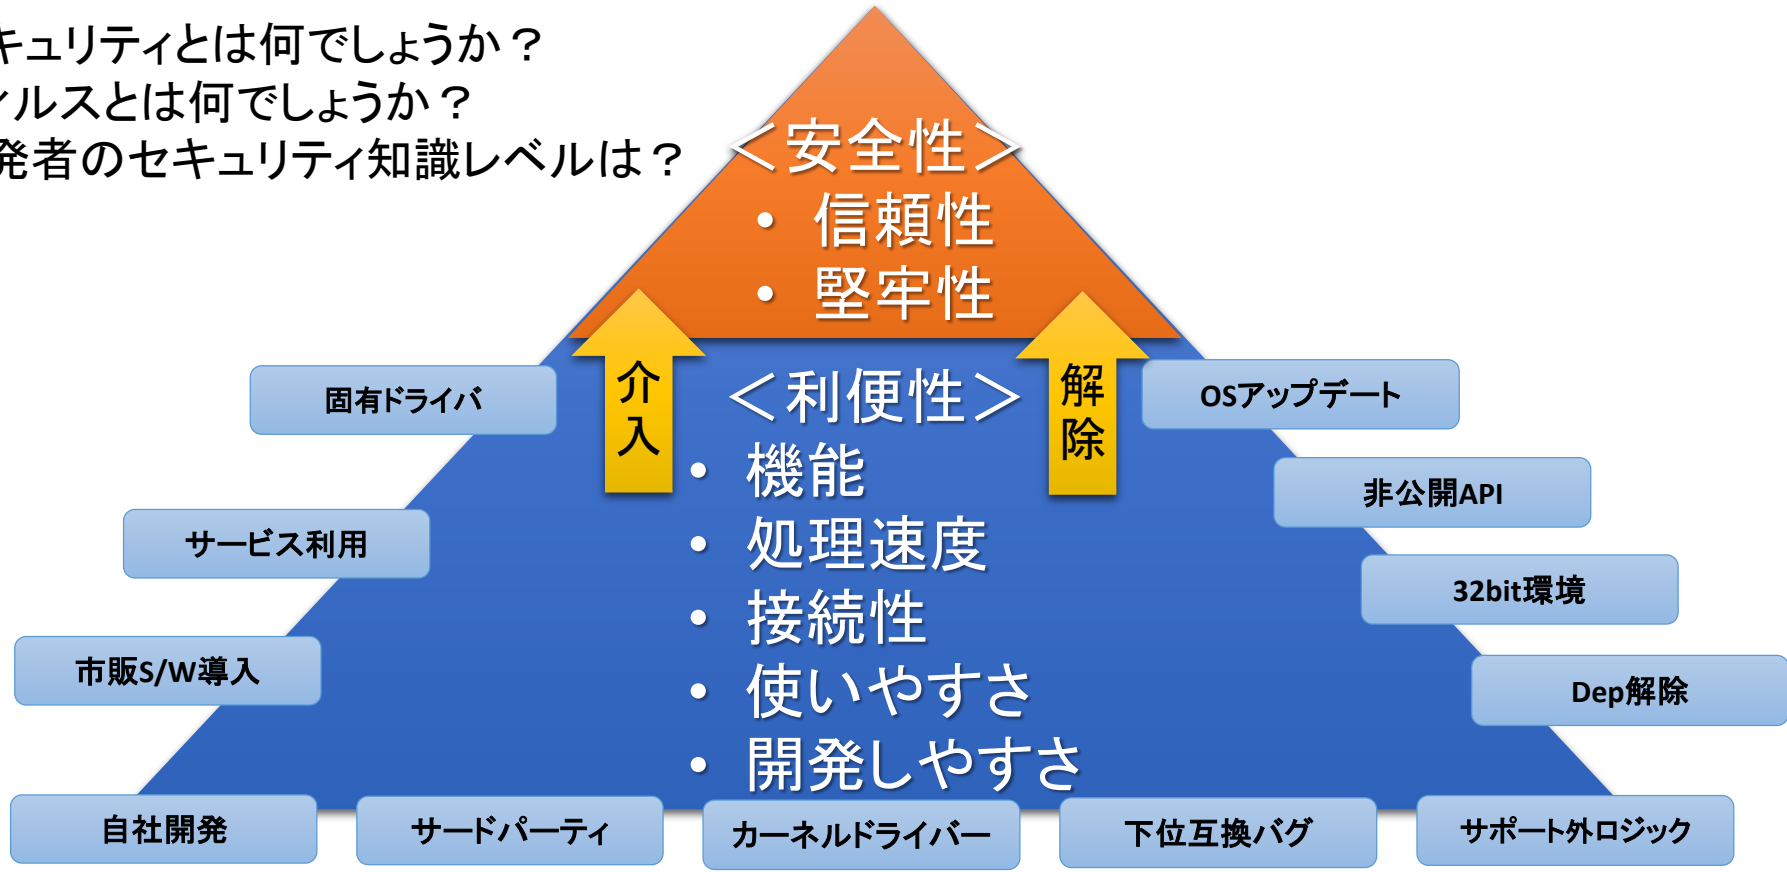 キュリティとは何でしょうか？
ィルスとは何でしょうか？
発者のセキュリティ知識レベルは？
＜安全性＞
• 信頼性
• 堅牢性
介入
解除
＜利便性＞
• 機能
• 処理速度
• 接続性
• 使いやすさ
• 開発しやすさ
固有ドライバ
サービス利用
市販S/W導入
OSアップデート
非公開API
32bit環境
Dep解除
自社開発
サードパーティ
カーネルドライバー
下位互換バグ
サポート外ロジック